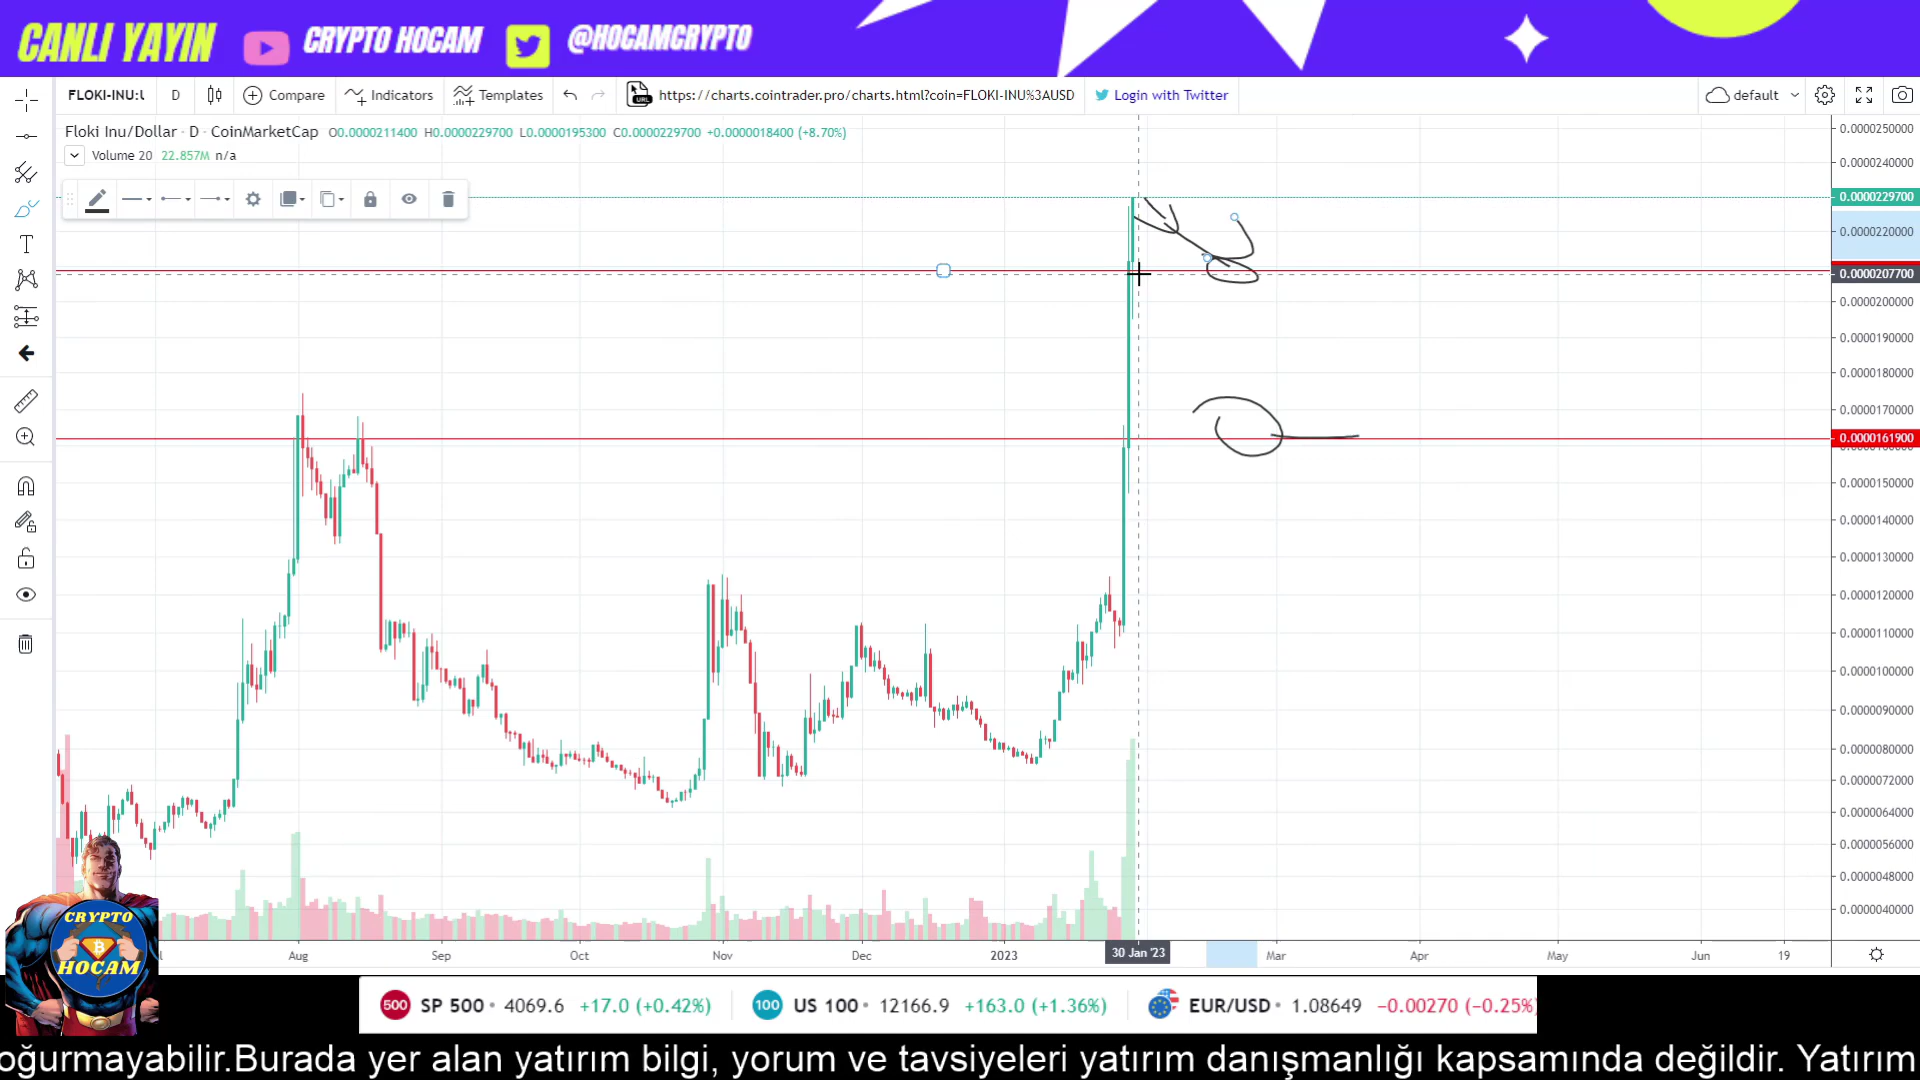 CANLI YAYIN CRYPTO HOCAM @HOCAMCRYPTO
FLOKI-INU:U D Compare Indicators Templates https://charts.cointrader.pro/charts.html?coin=FLOKI-INU%3AUSD Login with Twitter default
Floki Inu/Dollar · D · CoinMarketCap O0.0000211400 H0.0000229700 L0.0000195300 C0.0000229700 +0.0000018400 (+8.70%)
Volume 20 22.857M n/a
0.0000250000
0.0000240000
0.0000229700
0.0000220000
0.0000207700
0.0000200000
0.0000190000
0.0000180000
0.0000170000
0.0000161900
0.0000150000
0.0000140000
0.0000130000
0.0000120000
0.0000110000
0.0000100000
0.0000090000
0.0000080000
0.0000072000
0.0000064000
0.0000056000
0.0000048000
0.0000040000
Aug Sep Oct Nov Dec 2023 30 Jan '23 Mar Apr May Jun 19
CRYPTO
HOCAM
500 SP 500 • 4069.6 +17.0 (+0.42%) 100 US 100 • 12166.9 +163.0 (+1.36%) EUR/USD • 1.08649 −0.00270 (−0.25%)
oğurmayabilir.Burada yer alan yatırım bilgi, yorum ve tavsiyeleri yatırım danışmanlığı kapsamında değildir. Yatırım